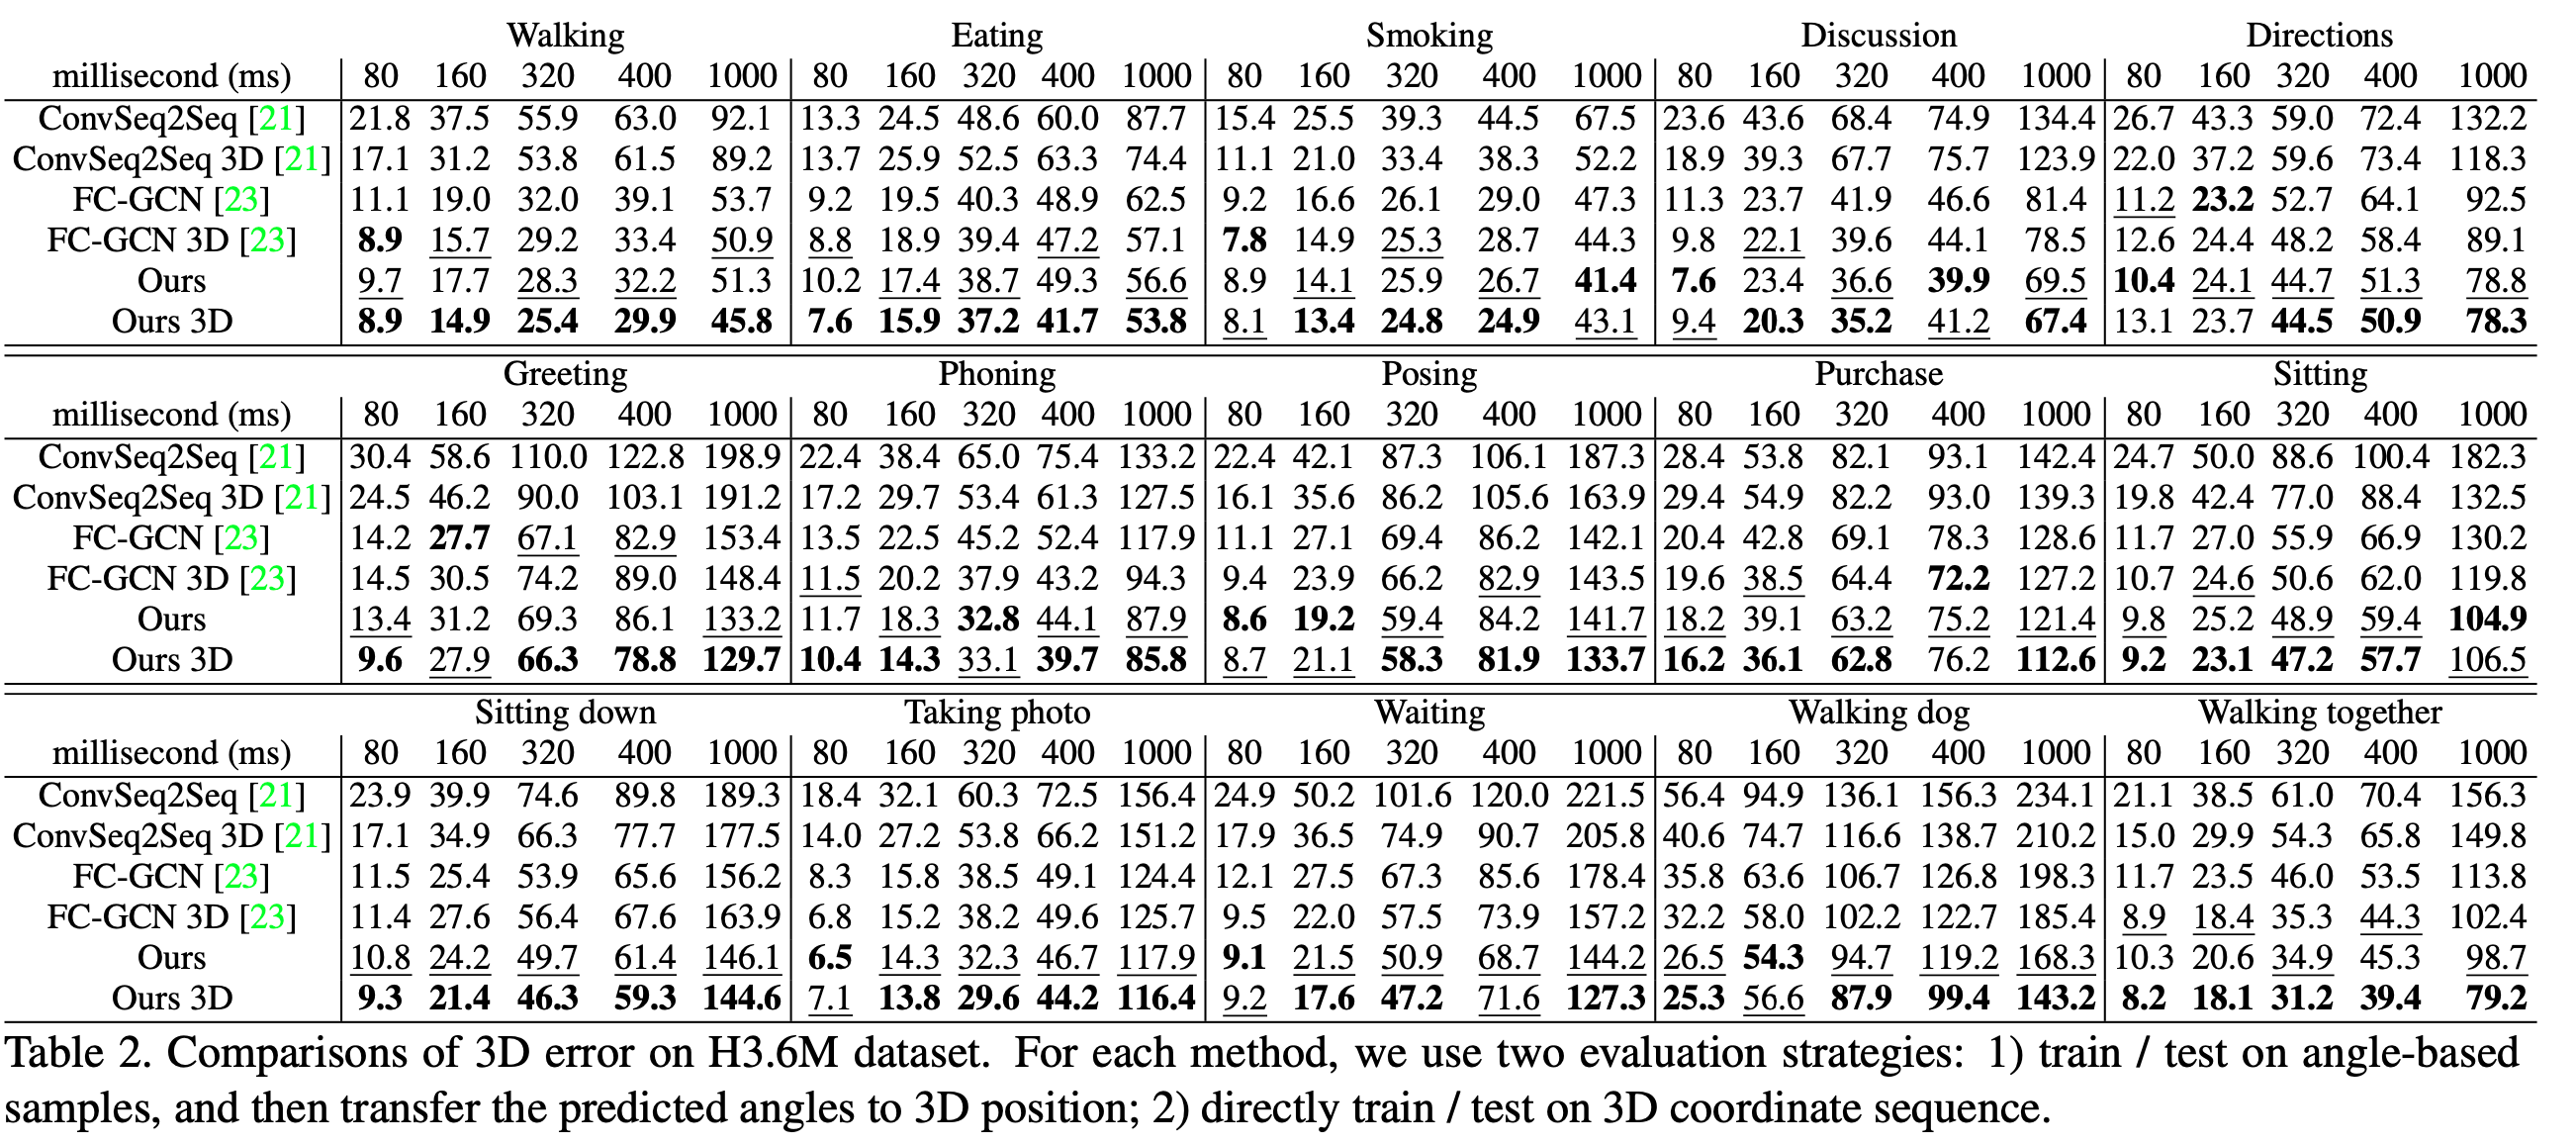 Walking Eating Smoking Discussion Directions
millisecond (ms) 80 160 320 400 1000 80 160 320 400 1000 80 160 320 400 1000 80 160 320 400 1000 80 160 320 400 1000
ConvSeq2Seq [21] 21.8 37.5 55.9 63.0 92.1 13.3 24.5 48.6 60.0 87.7 15.4 25.5 39.3 44.5 67.5 23.6 43.6 68.4 74.9 134.4 26.7 43.3 59.0 72.4 132.2
ConvSeq2Seq 3D [21] 17.1 31.2 53.8 61.5 89.2 13.7 25.9 52.5 63.3 74.4 11.1 21.0 33.4 38.3 52.2 18.9 39.3 67.7 75.7 123.9 22.0 37.2 59.6 73.4 118.3
FC-GCN [23] 11.1 19.0 32.0 39.1 53.7 9.2 19.5 40.3 48.9 62.5 9.2 16.6 26.1 29.0 47.3 11.3 23.7 41.9 46.6 81.4 11.2 23.2 52.7 64.1 92.5
FC-GCN 3D [23] 8.9 15.7 29.2 33.4 50.9 8.8 18.9 39.4 47.2 57.1 7.8 14.9 25.3 28.7 44.3 9.8 22.1 39.6 44.1 78.5 12.6 24.4 48.2 58.4 89.1
Ours 9.7 17.7 28.3 32.2 51.3 10.2 17.4 38.7 49.3 56.6 8.9 14.1 25.9 26.7 41.4 7.6 23.4 36.6 39.9 69.5 10.4 24.1 44.7 51.3 78.8
Ours 3D 8.9 14.9 25.4 29.9 45.8 7.6 15.9 37.2 41.7 53.8 8.1 13.4 24.8 24.9 43.1 9.4 20.3 35.2 41.2 67.4 13.1 23.7 44.5 50.9 78.3
Greeting Phoning Posing Purchase Sitting
millisecond (ms) 80 160 320 400 1000 80 160 320 400 1000 80 160 320 400 1000 80 160 320 400 1000 80 160 320 400 1000
ConvSeq2Seq [21] 30.4 58.6 110.0 122.8 198.9 22.4 38.4 65.0 75.4 133.2 22.4 42.1 87.3 106.1 187.3 28.4 53.8 82.1 93.1 142.4 24.7 50.0 88.6 100.4 182.3
ConvSeq2Seq 3D [21] 24.5 46.2 90.0 103.1 191.2 17.2 29.7 53.4 61.3 127.5 16.1 35.6 86.2 105.6 163.9 29.4 54.9 82.2 93.0 139.3 19.8 42.4 77.0 88.4 132.5
FC-GCN [23] 14.2 27.7 67.1 82.9 153.4 13.5 22.5 45.2 52.4 117.9 11.1 27.1 69.4 86.2 142.1 20.4 42.8 69.1 78.3 128.6 11.7 27.0 55.9 66.9 130.2
FC-GCN 3D [23] 14.5 30.5 74.2 89.0 148.4 11.5 20.2 37.9 43.2 94.3 9.4 23.9 66.2 82.9 143.5 19.6 38.5 64.4 72.2 127.2 10.7 24.6 50.6 62.0 119.8
Ours 13.4 31.2 69.3 86.1 133.2 11.7 18.3 32.8 44.1 87.9 8.6 19.2 59.4 84.2 141.7 18.2 39.1 63.2 75.2 121.4 9.8 25.2 48.9 59.4 104.9
Ours 3D 9.6 27.9 66.3 78.8 129.7 10.4 14.3 33.1 39.7 85.8 8.7 21.1 58.3 81.9 133.7 16.2 36.1 62.8 76.2 112.6 9.2 23.1 47.2 57.7 106.5
Sitting down Taking photo Waiting Walking dog Walking together
millisecond (ms) 80 160 320 400 1000 80 160 320 400 1000 80 160 320 400 1000 80 160 320 400 1000 80 160 320 400 1000
ConvSeq2Seq [21] 23.9 39.9 74.6 89.8 189.3 18.4 32.1 60.3 72.5 156.4 24.9 50.2 101.6 120.0 221.5 56.4 94.9 136.1 156.3 234.1 21.1 38.5 61.0 70.4 156.3
ConvSeq2Seq 3D [21] 17.1 34.9 66.3 77.7 177.5 14.0 27.2 53.8 66.2 151.2 17.9 36.5 74.9 90.7 205.8 40.6 74.7 116.6 138.7 210.2 15.0 29.9 54.3 65.8 149.8
FC-GCN [23] 11.5 25.4 53.9 65.6 156.2 8.3 15.8 38.5 49.1 124.4 12.1 27.5 67.3 85.6 178.4 35.8 63.6 106.7 126.8 198.3 11.7 23.5 46.0 53.5 113.8
FC-GCN 3D [23] 11.4 27.6 56.4 67.6 163.9 6.8 15.2 38.2 49.6 125.7 9.5 22.0 57.5 73.9 157.2 32.2 58.0 102.2 122.7 185.4 8.9 18.4 35.3 44.3 102.4
Ours 10.8 24.2 49.7 61.4 146.1 6.5 14.3 32.3 46.7 117.9 9.1 21.5 50.9 68.7 144.2 26.5 54.3 94.7 119.2 168.3 10.3 20.6 34.9 45.3 98.7
Ours 3D 9.3 21.4 46.3 59.3 144.6 7.1 13.8 29.6 44.2 116.4 9.2 17.6 47.2 71.6 127.3 25.3 56.6 87.9 99.4 143.2 8.2 18.1 31.2 39.4 79.2
Table 2. Comparisons of 3D error on H3.6M dataset. For each method, we use two evaluation strategies: 1) train / test on angle-based
samples, and then transfer the predicted angles to 3D position; 2) directly train / test on 3D coordinate sequence.